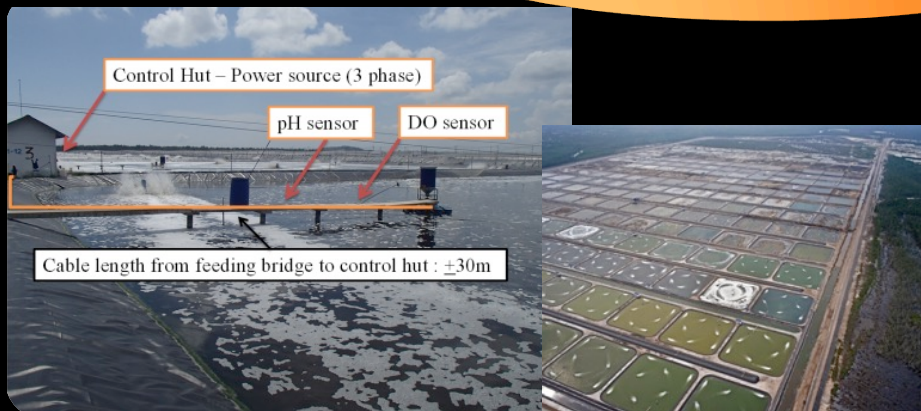 Control Hut – Power source (3 phase)
pH sensor
DO sensor
3
Cable length from feeding bridge to control hut : ±30m